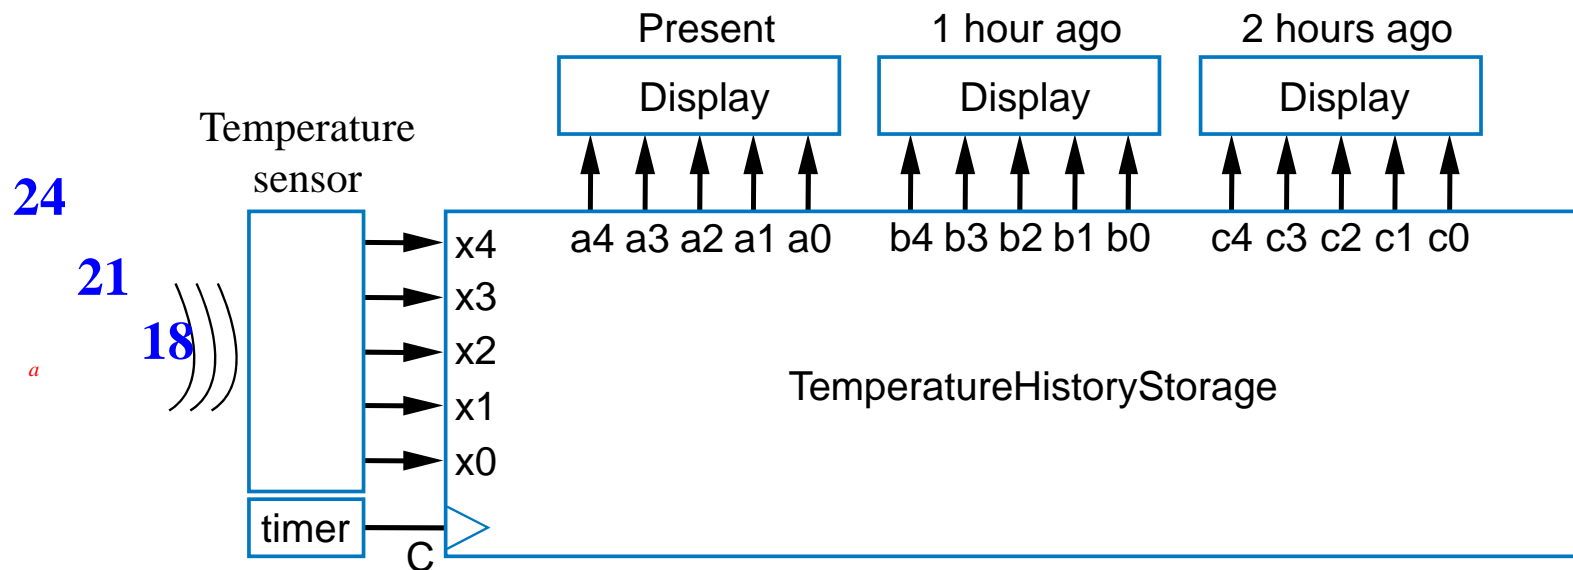 Present 1 hour ago 2 hours ago
Display Display Display
Temperature
sensor
24
21
18
a
a4 a3 a2 a1 a0 b4 b3 b2 b1 b0 c4 c3 c2 c1 c0
x4
x3
x2
x1
x0
TemperatureHistoryStorage
timer
C